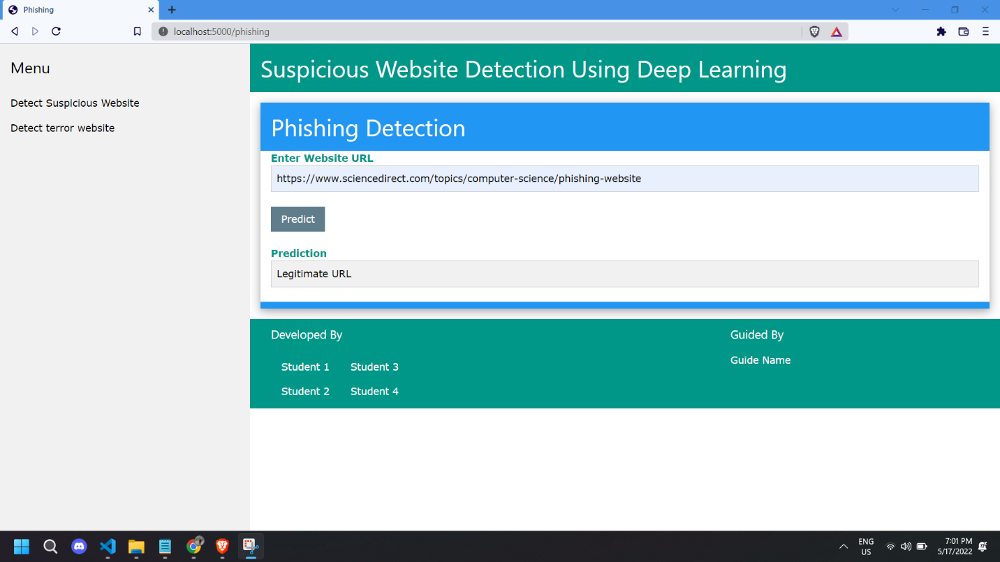 Phishing
localhost:5000/phishing
Menu
Detect Suspicious Website
Detect terror website
Suspicious Website Detection Using Deep Learning
Phishing Detection
Enter Website URL
https://www.sciencedirect.com/topics/computer-science/phishing-website
Predict
Prediction
Legitimate URL
Developed By
Student 1 Student 3
Student 2 Student 4
Guided By
Guide Name
ENG
US
7:01 PM
5/17/2022